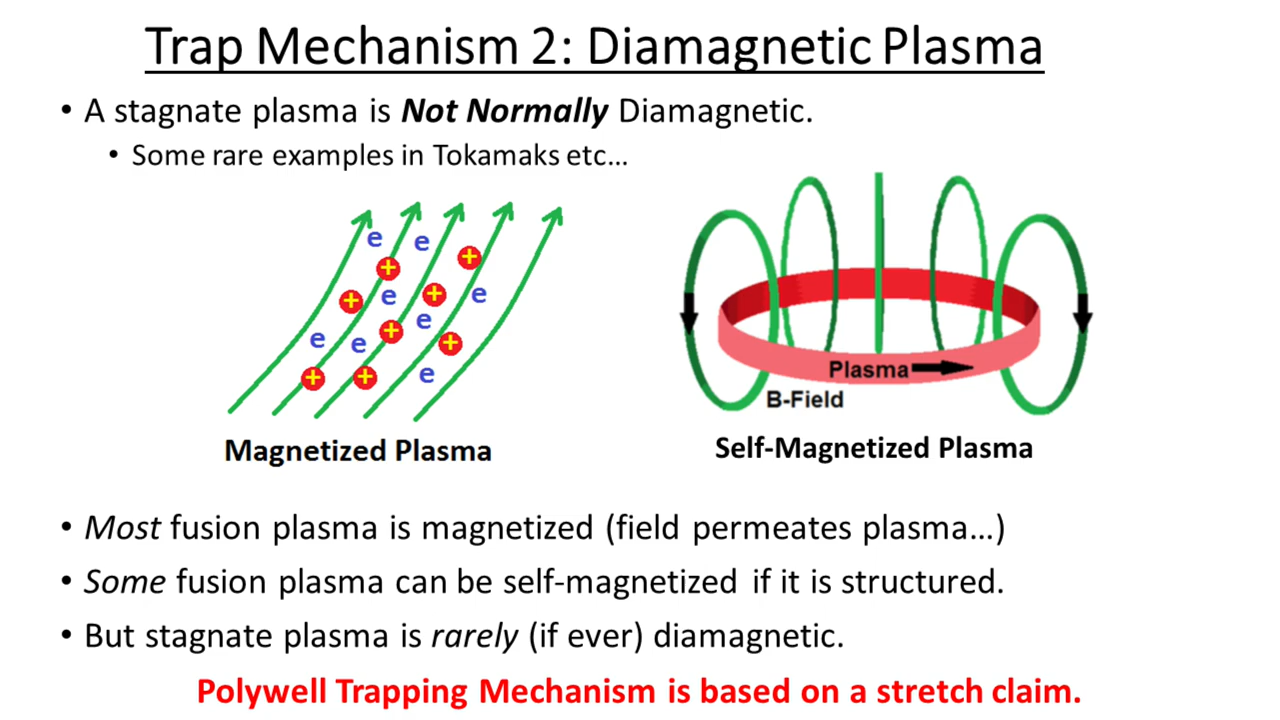 Trap Mechanism 2: Diamagnetic Plasma
• A stagnate plasma is Not Normally Diamagnetic.
• Some rare examples in Tokamaks etc...
e e
+ +
+ e + e
e e + e +
+ + e
Plasma
B-Field
Magnetized Plasma
Self-Magnetized Plasma
• Most fusion plasma is magnetized (field permeates plasma...)
• Some fusion plasma can be self-magnetized if it is structured.
• But stagnate plasma is rarely (if ever) diamagnetic.
Polywell Trapping Mechanism is based on a stretch claim.